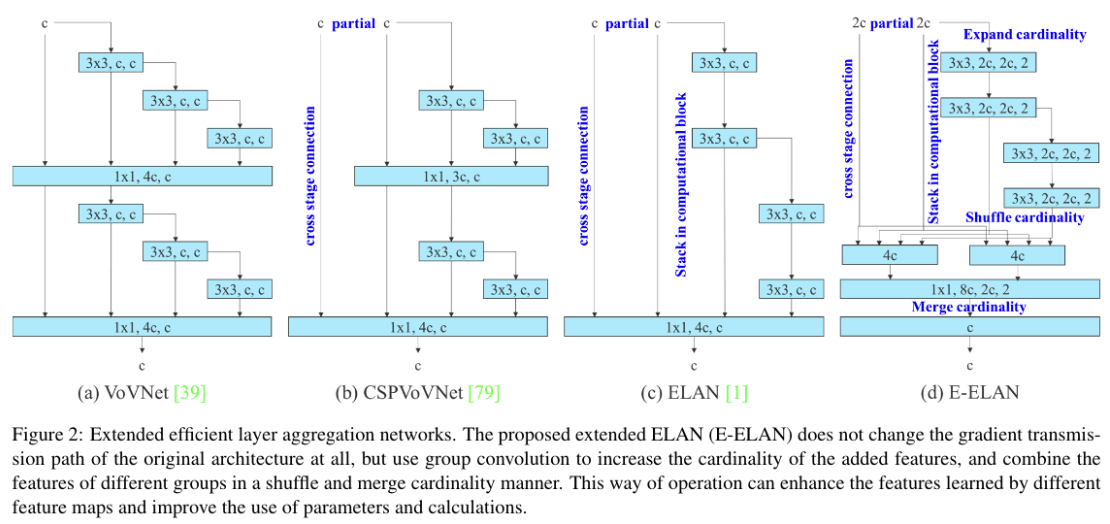 c
3x3, c, c
3x3, c, c
3x3, c, c
1x1, 4c, c
3x3, c, c
3x3, c, c
3x3, c, c
1x1, 4c, c
c
(a) VoVNet [39]
c partial c
cross stage connection
3x3, c, c
3x3, c, c
1x1, 3c, c
3x3, c, c
3x3, c, c
1x1, 4c, c
c
(b) CSPVoVNet [79]
c partial c
cross stage connection
Stack in computational block
3x3, c, c
3x3, c, c
3x3, c, c
3x3, c, c
1x1, 4c, c
c
(c) ELAN [1]
2c partial 2c
Expand cardinality
cross stage connection
Stack in computational block
3x3, 2c, 2c, 2
3x3, 2c, 2c, 2
3x3, 2c, 2c, 2
3x3, 2c, 2c, 2
Shuffle cardinality
4c
4c
1x1, 8c, 2c, 2
Merge cardinality
c
c
(d) E-ELAN
Figure 2: Extended efficient layer aggregation networks. The proposed extended ELAN (E-ELAN) does not change the gradient transmis-
sion path of the original architecture at all, but use group convolution to increase the cardinality of the added features, and combine the
features of different groups in a shuffle and merge cardinality manner. This way of operation can enhance the features learned by different
feature maps and improve the use of parameters and calculations.